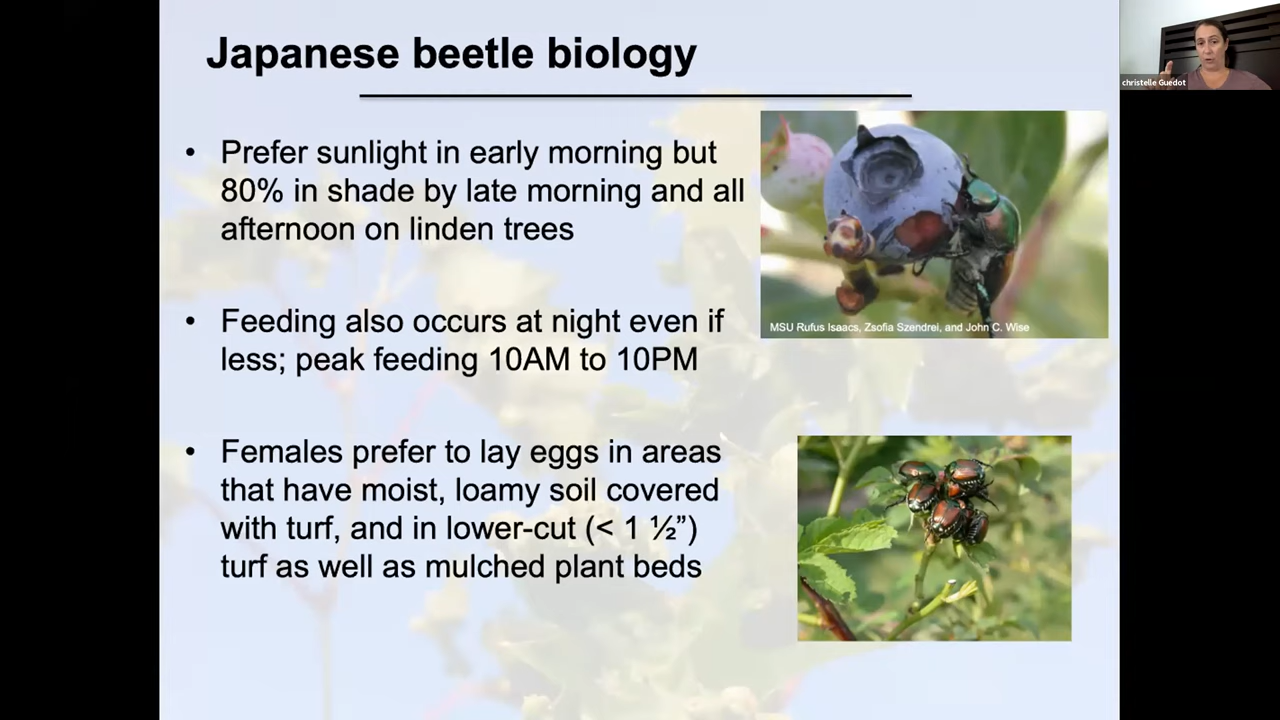 Japanese beetle biology
christelle Guedot
• Prefer sunlight in early morning but
80% in shade by late morning and all
afternoon on linden trees
• Feeding also occurs at night even if
less; peak feeding 10AM to 10PM
• Females prefer to lay eggs in areas
that have moist, loamy soil covered
with turf, and in lower-cut (< 1 ½”)
turf as well as mulched plant beds
MSU Rufus Isaacs, Zsofia Szendrei, and John C. Wise